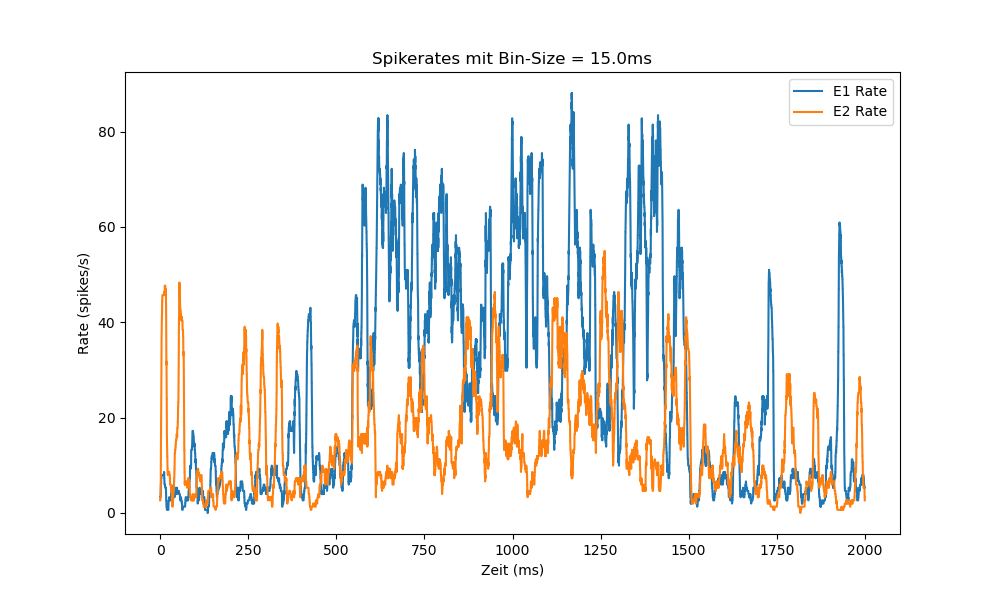 Spikerates mit Bin-Size = 15.0ms
E1 Rate
E2 Rate
80
60
40
20
0
Rate (spikes/s)
0 250 500 750 1000 1250 1500 1750 2000
Zeit (ms)